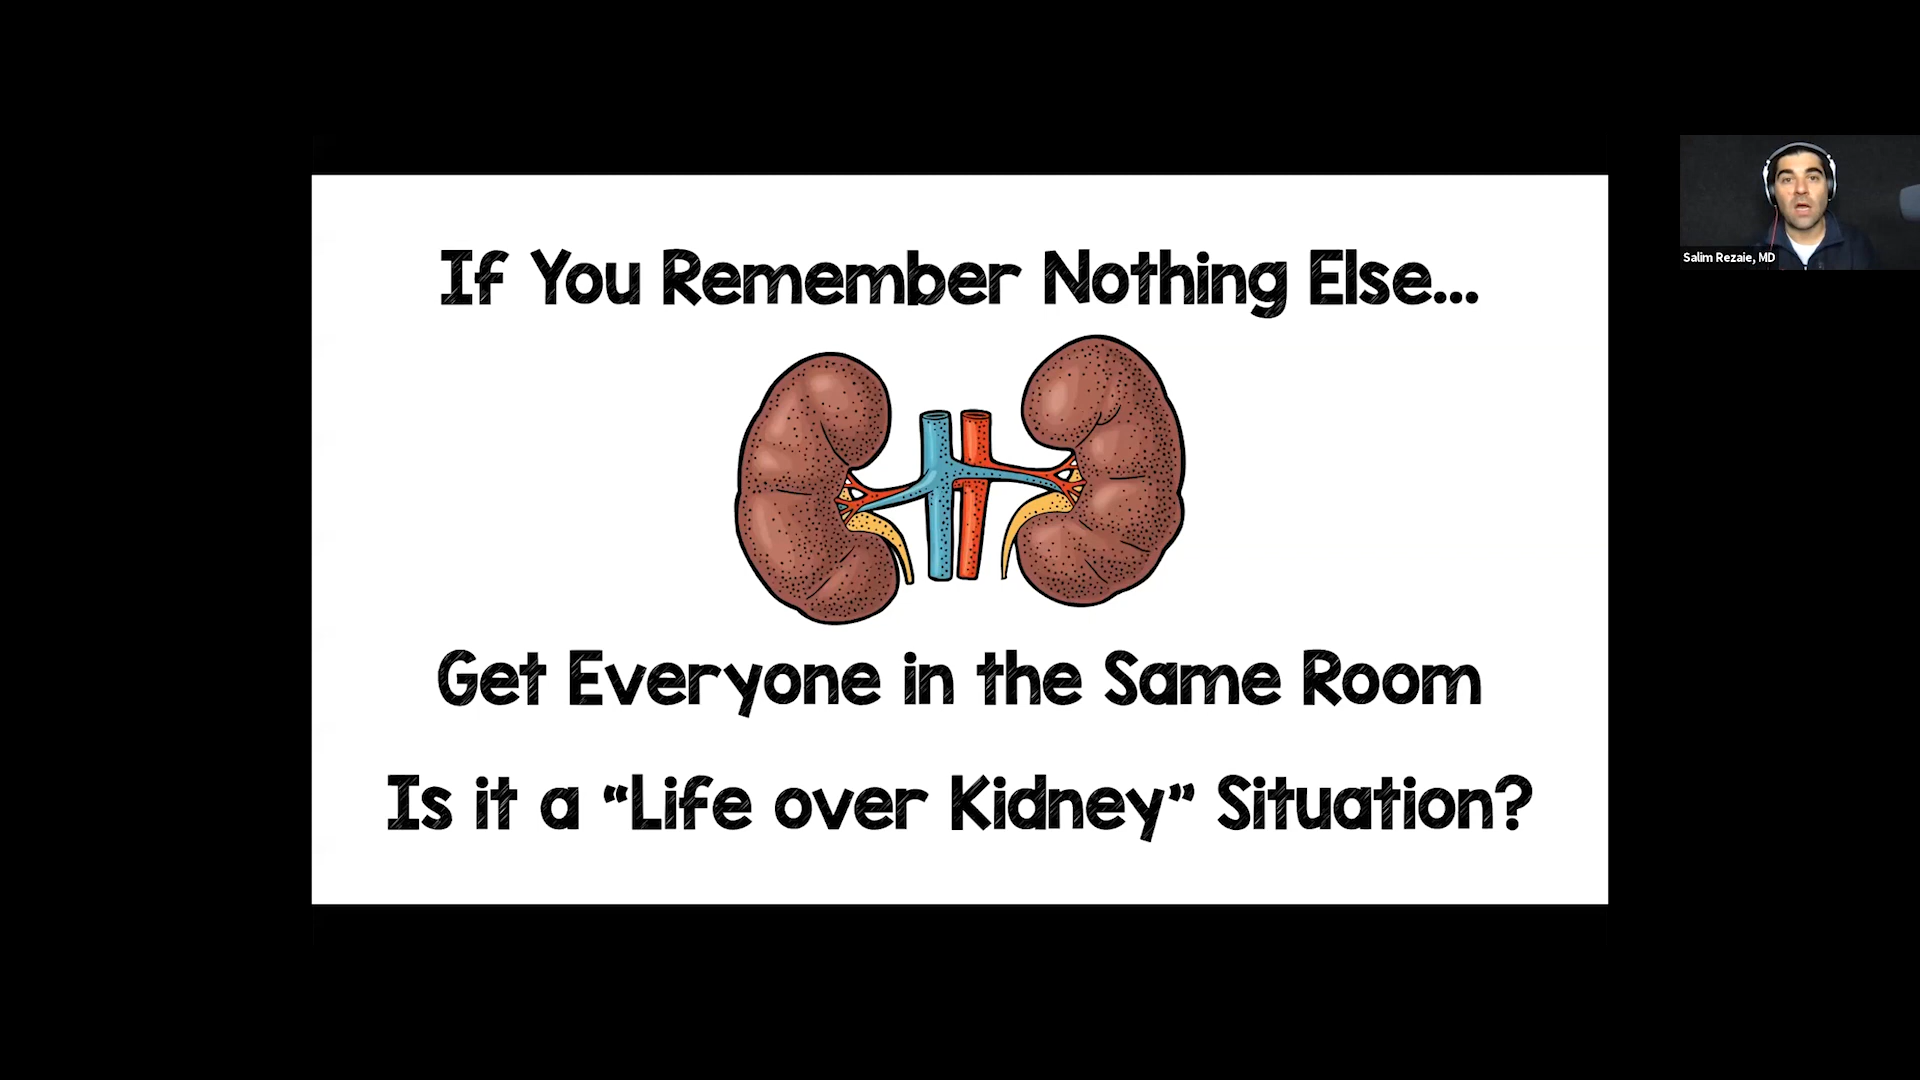 If You Remember Nothing Else...
Salim Rezaie, MD
Get Everyone in the Same Room
Is it a “Life over Kidney” Situation?